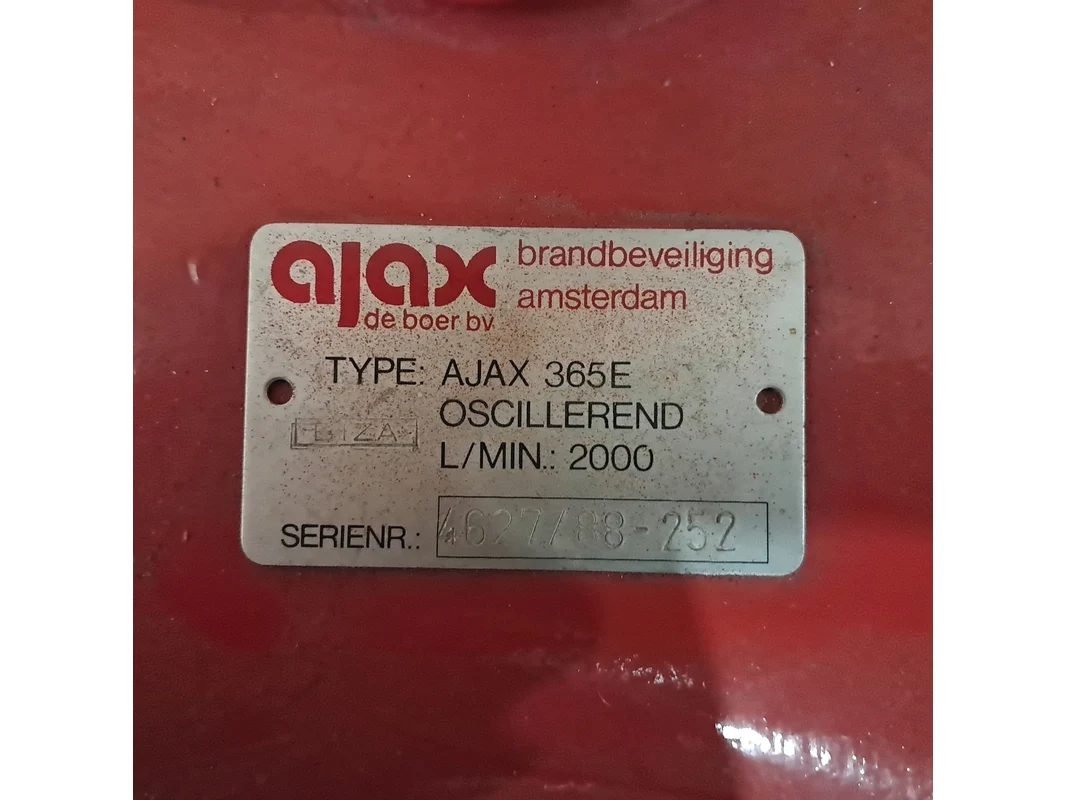 ajax brandbeveiliging
de boer bv amsterdam
TYPE: AJAX 365E
OSCILLEREND
L/MIN.: 2000
SERIENR.: 4627/88-252